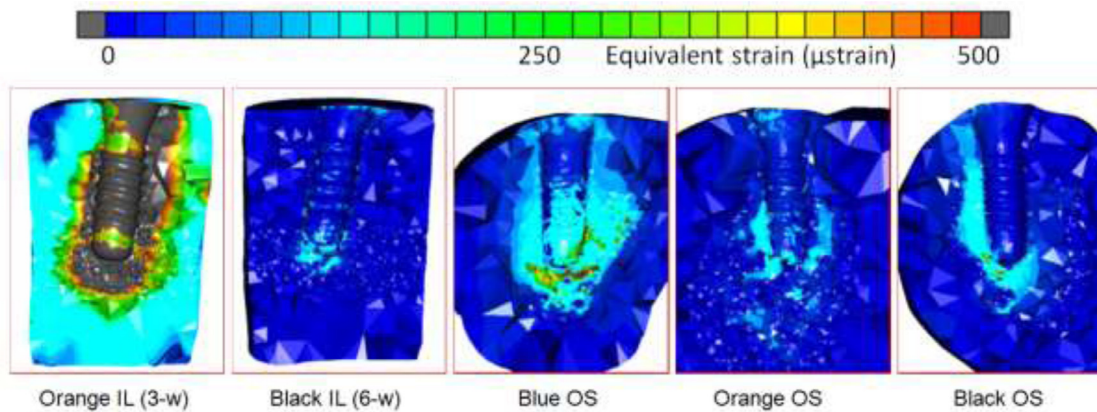 0 250 Equivalent strain (µstrain) 500
Orange IL (3-w) Black IL (6-w) Blue OS Orange OS Black OS